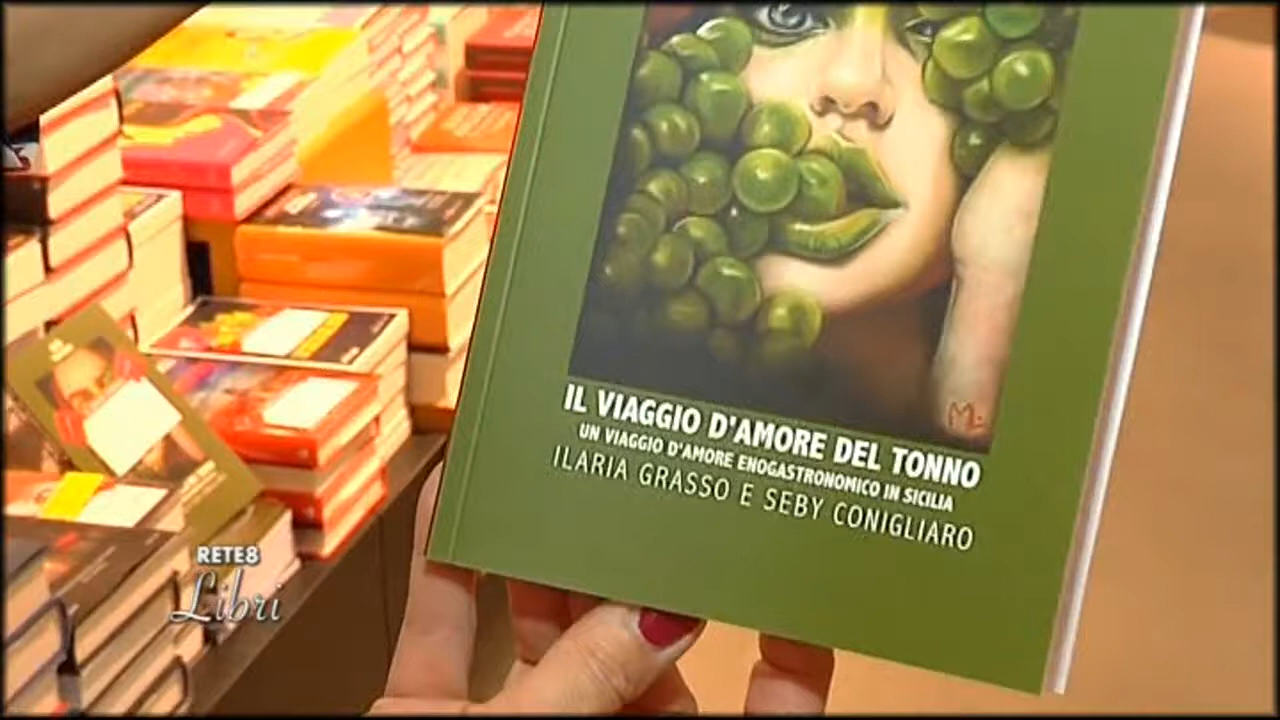 IL VIAGGIO D'AMORE DEL TONNO
UN VIAGGIO D'AMORE ENOGASTRONOMICO IN SICILIA
ILARIA GRASSO E SEBY CONIGLIARO
RETE8
Libri